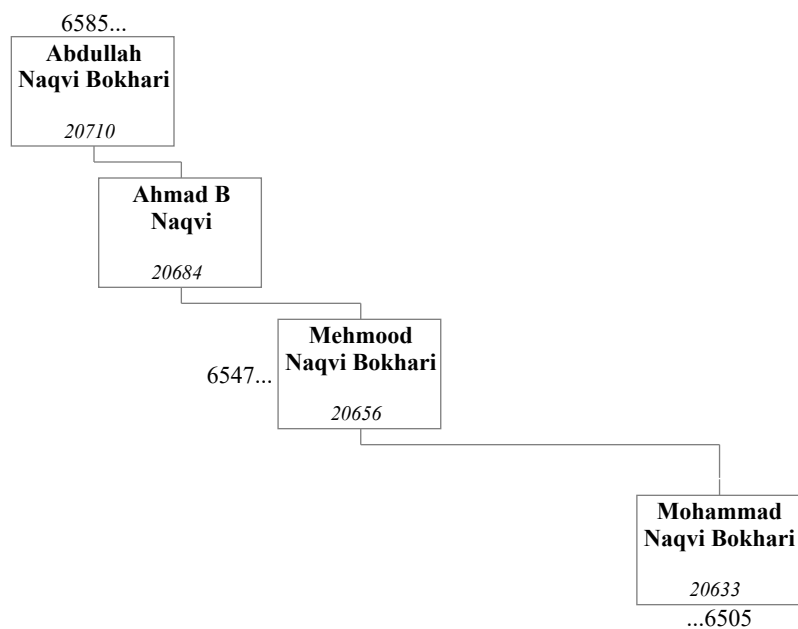 6585...
Abdullah
Naqvi Bokhari
20710
Ahmad B
Naqvi
20684
Mehmood
Naqvi Bokhari
6547...
20656
Mohammad
Naqvi Bokhari
20633
...6505